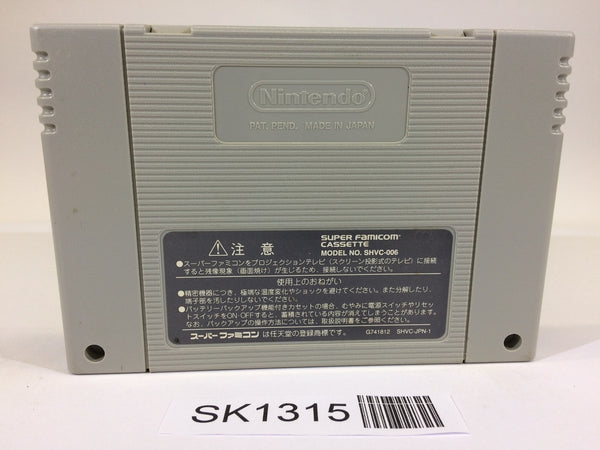 Nintendo
PAT. PEND. MADE IN JAPAN
SUPER FAMICOM
CASSETTE
MODEL NO. SHVC-006
注意
●スーパーファミコンをプロジェクションテレビ(スクリーン投影式のテレビ)に接続
すると残像現象(画面焼け)が生じるため、接続しないでください。
使用上のおねがい
●精密機器につき、極端な温度変化やショックを避けてください。また分解したり、
端子部を汚したりしないでください。
●バッテリーバックアップ機能付きカセットの場合、むやみに電源スイッチやリセッ
トスイッチをON・OFFすると、蓄積されている内容が消えてしまうことがあります。
なお、バックアップの操作方法については、取扱説明書をご参照ください。
G741812 SHVC-JPN-1
スーパーファミコンは任天堂の登録商標です。
SK1315